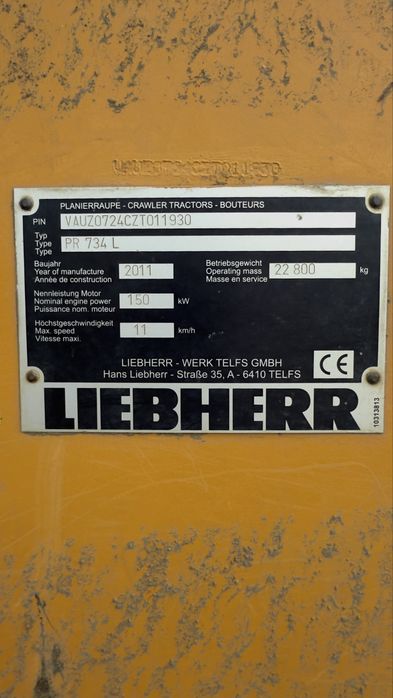 VAUZ0724CZT011930
PLANIERRAUPE - CRAWLER TRACTORS - BOUTEURS
PIN VAUZ0724CZT011930
Typ
Type PR 734 L
Type
Baujahr
Year of manufacture 2011
Année de construction
Betriebsgewicht
Operating mass 22 800 kg
Masse en service
Nennleistung Motor
Nominal engine power 150 kW
Puissance nom. moteur
Höchstgeschwindigkeit
Max. speed 11 km/h
Vitesse maxi.
LIEBHERR - WERK TELFS GMBH
Hans Liebherr - Straße 35, A - 6410 TELFS
CE
LIEBHERR
10313813